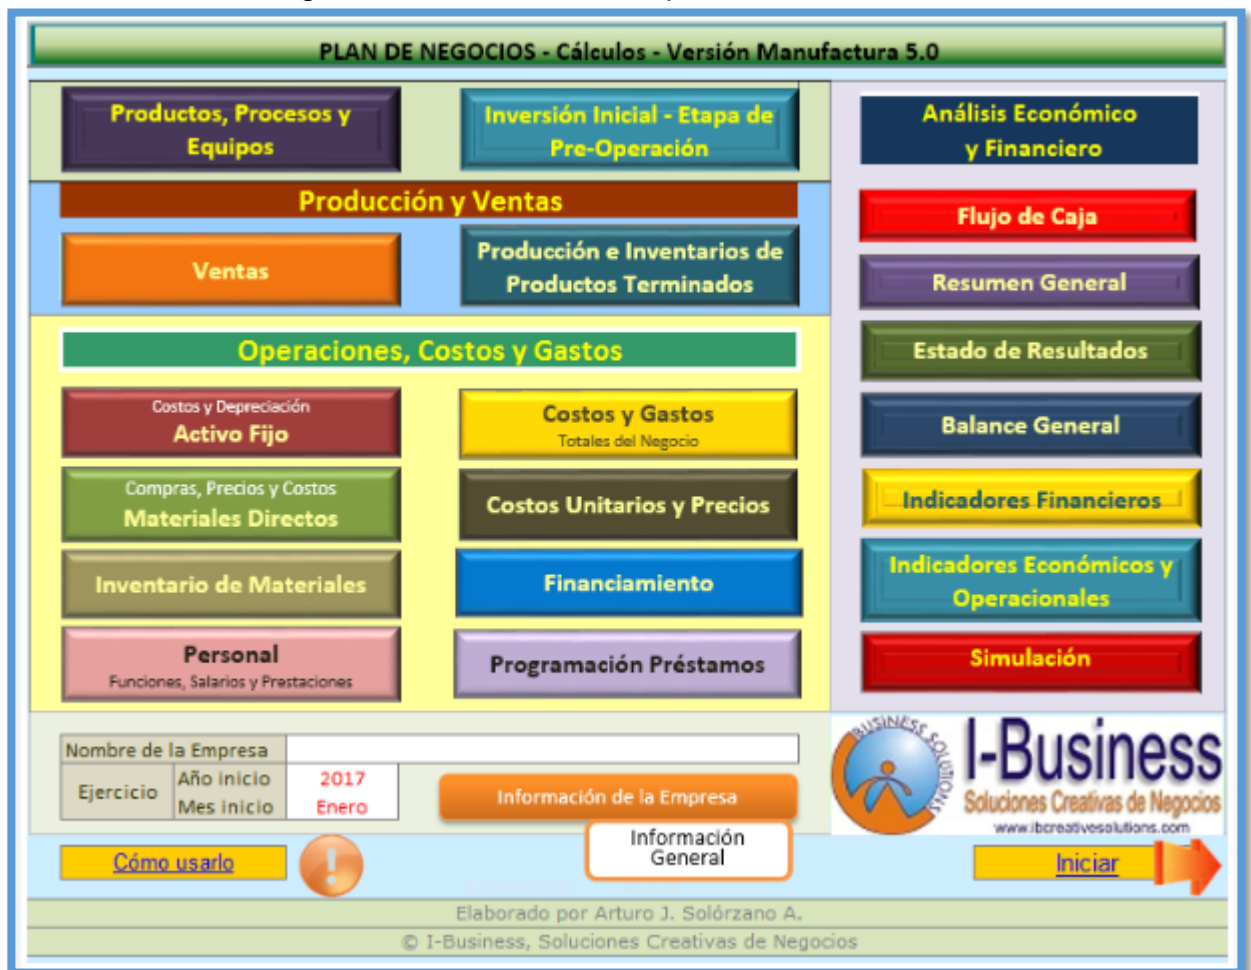 PLAN DE NEGOCIOS - Cálculos - Versión Manufactura 5.0
Productos, Procesos y
Equipos
Inversión Inicial - Etapa de
Pre-Operación
Producción y Ventas
Ventas
Producción e Inventarios de
Productos Terminados
Operaciones, Costos y Gastos
Costos y Depreciación
Activo Fijo
Costos y Gastos
Totales del Negocio
Compras, Precios y Costos
Materiales Directos
Costos Unitarios y Precios
Inventario de Materiales
Financiamiento
Personal
Funciones, Salarios y Prestaciones
Programación Préstamos
Análisis Económico
y Financiero
Flujo de Caja
Resumen General
Estado de Resultados
Balance General
Indicadores Financieros
Indicadores Económicos y
Operacionales
Simulación
Nombre de la Empresa
Ejercicio
Año inicio
2017
Mes inicio
Enero
Información de la Empresa
Información
General
BUSINESS SOLUTIONS
I-Business
Soluciones Creativas de Negocios
www.ibcreativesolutions.com
Cómo usarlo
!
Iniciar
Elaborado por Arturo J. Solórzano A.
© I-Business, Soluciones Creativas de Negocios